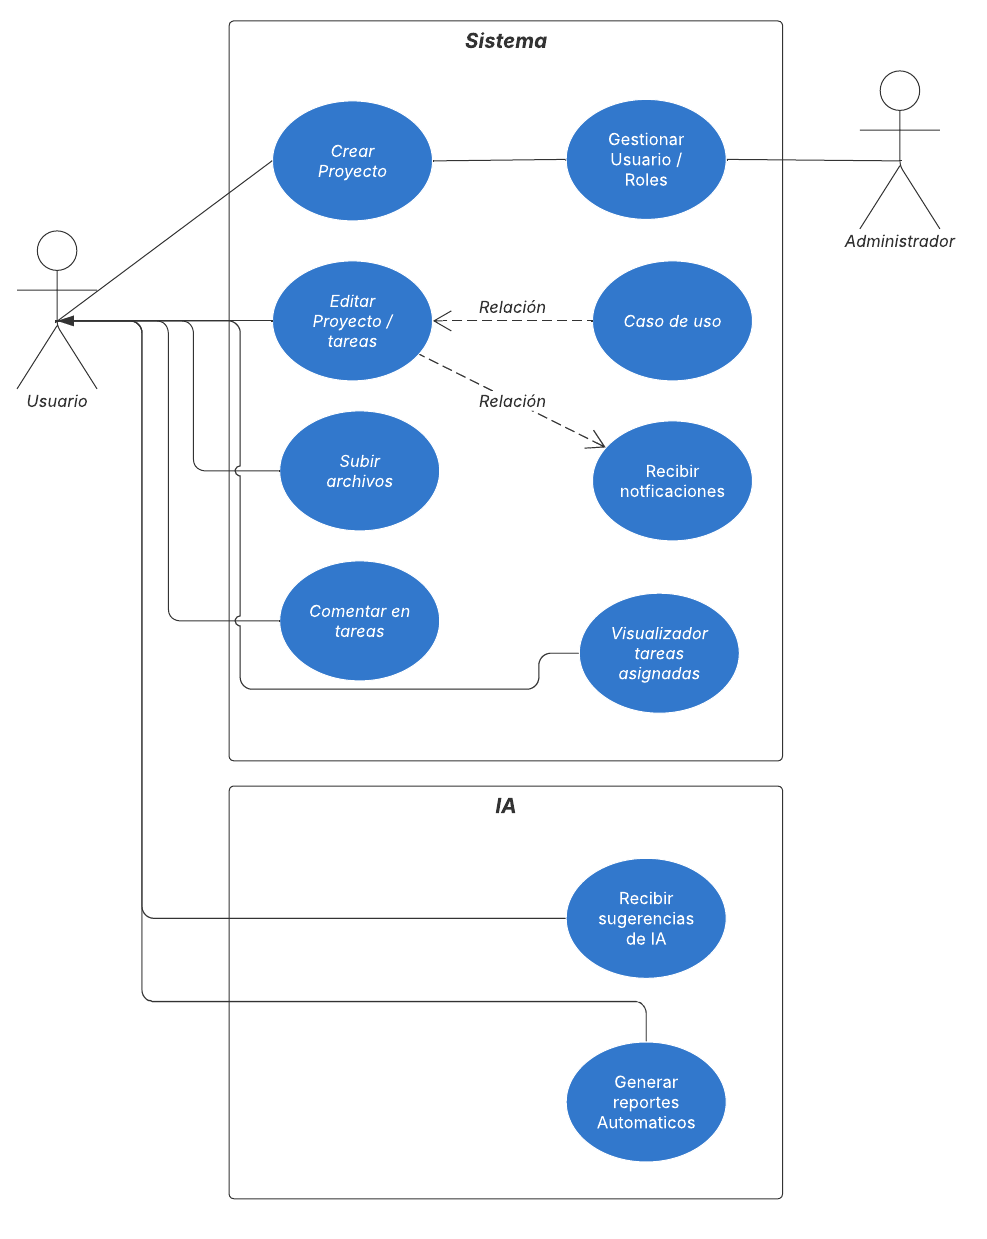 Sistema
Crear
Proyecto
Gestionar
Usuario /
Roles
Administrador
Editar
Proyecto /
tareas
Relación
Caso de uso
Usuario
Relación
Subir
archivos
Recibir
notficaciones
Comentar en
tareas
Visualizador
tareas
asignadas
IA
Recibir
sugerencias
de IA
Generar
reportes
Automaticos